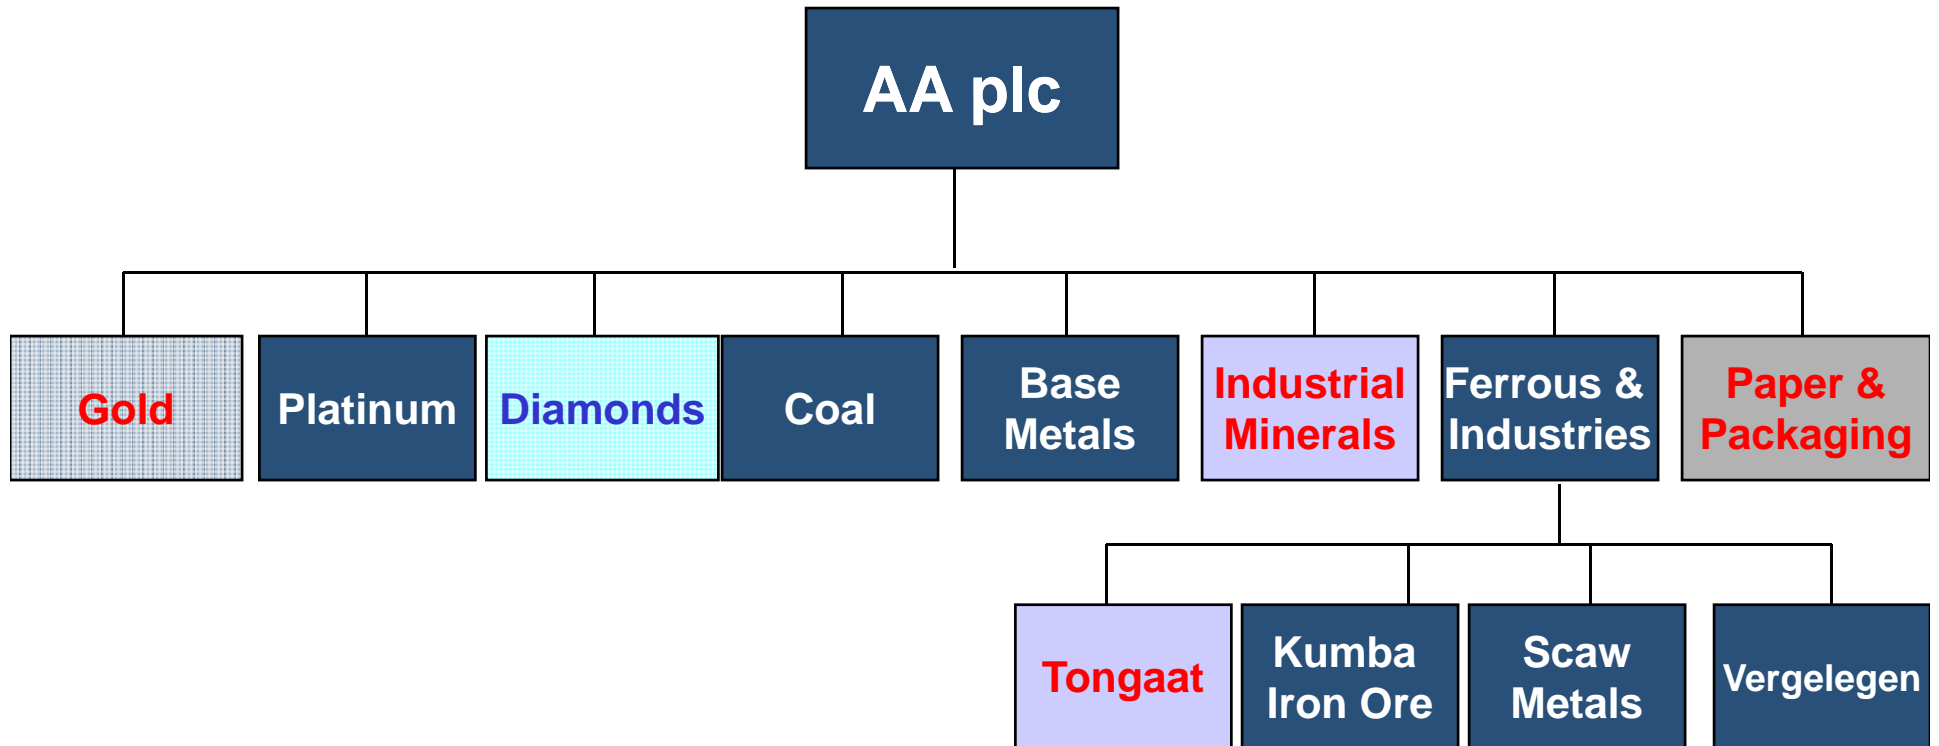 AA plc
Gold
Platinum
Diamonds
Coal
Base
Metals
Industrial
Minerals
Ferrous &
Industries
Paper &
Packaging
Tongaat
Kumba
Iron Ore
Scaw
Metals
Vergelegen